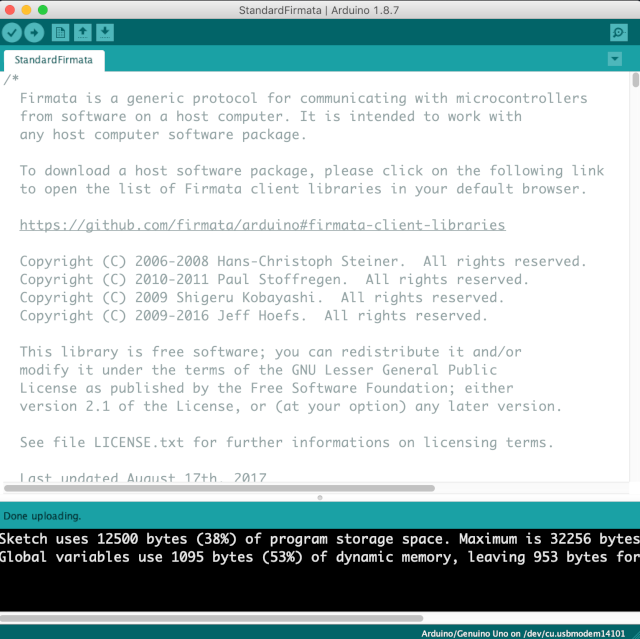 StandardFirmata | Arduino 1.8.7
StandardFirmata
/*
Firmata is a generic protocol for communicating with microcontrollers
from software on a host computer. It is intended to work with
any host computer software package.
To download a host software package, please click on the following link
to open the list of Firmata client libraries in your default browser.
https://github.com/firmata/arduino#firmata-client-libraries
Copyright (C) 2006-2008 Hans-Christoph Steiner.  All rights reserved.
Copyright (C) 2010-2011 Paul Stoffregen.  All rights reserved.
Copyright (C) 2009 Shigeru Kobayashi.  All rights reserved.
Copyright (C) 2009-2016 Jeff Hoefs.  All rights reserved.
This library is free software; you can redistribute it and/or
modify it under the terms of the GNU Lesser General Public
License as published by the Free Software Foundation; either
version 2.1 of the License, or (at your option) any later version.
See file LICENSE.txt for further informations on licensing terms.
Last updated August 17th, 2017
Done uploading.
Sketch uses 12500 bytes (38%) of program storage space. Maximum is 32256 bytes
Global variables use 1095 bytes (53%) of dynamic memory, leaving 953 bytes for
Arduino/Genuino Uno on /dev/cu.usbmodem14101